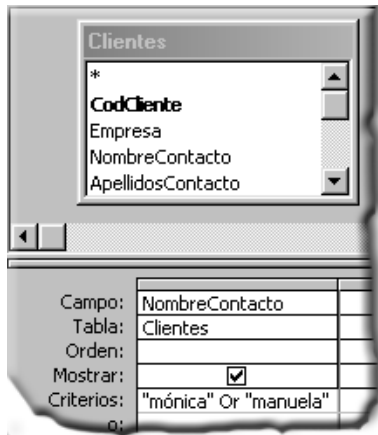 Clientes
*
CodCliente
Empresa
NombreContacto
ApellidosContacto
Campo: NombreContacto
Tabla: Clientes
Orden:
Mostrar:
Criterios: "mónica" Or "manuela"
o: